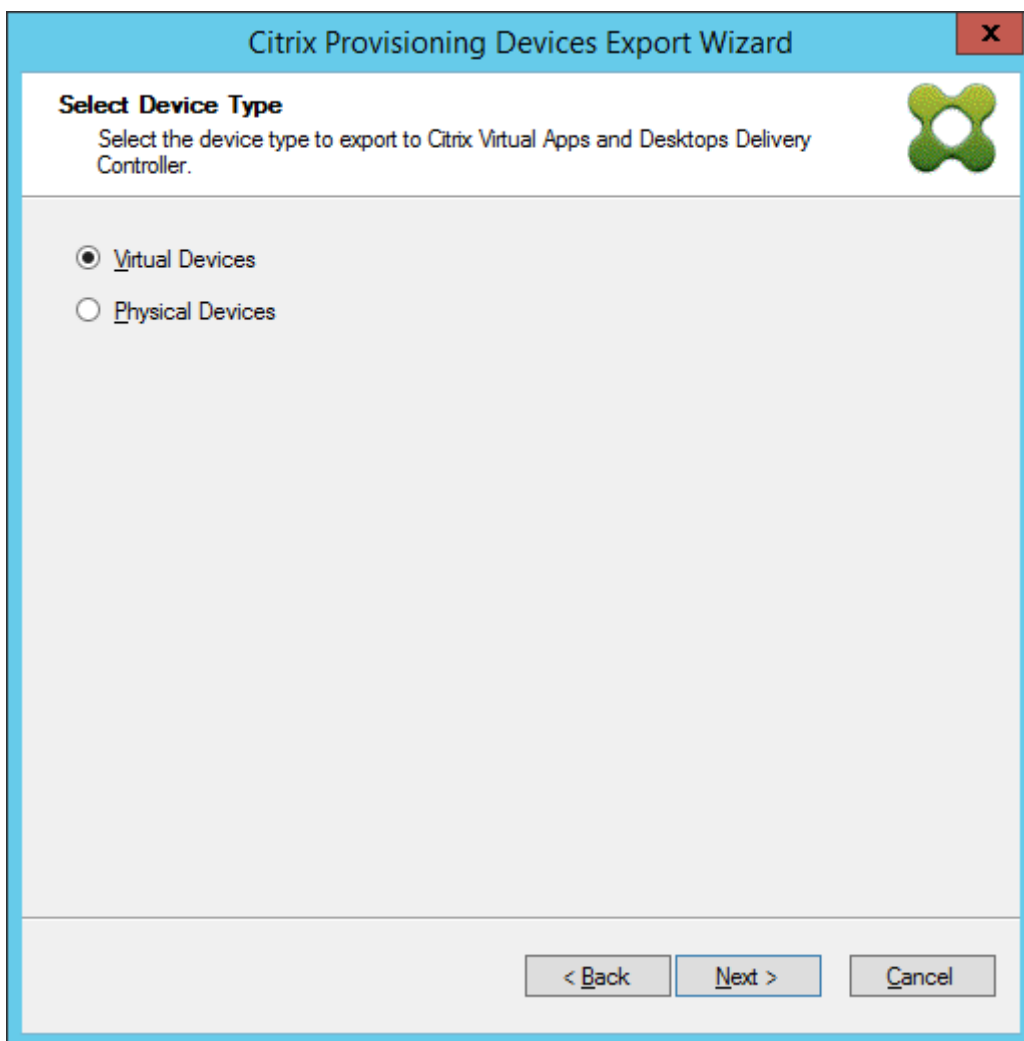 Citrix Provisioning Devices Export Wizard
x
Select Device Type
Select the device type to export to Citrix Virtual Apps and Desktops Delivery
Controller.
Virtual Devices
Physical Devices
< Back
Next >
Cancel